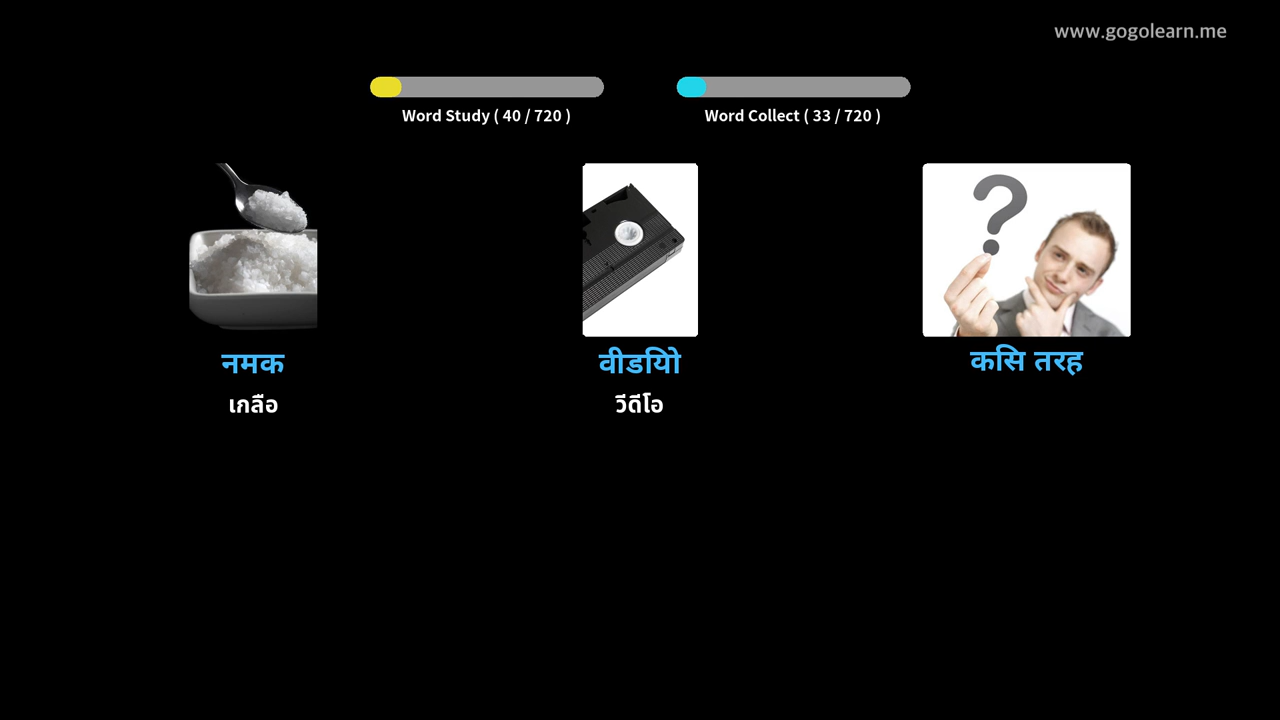 www.gogolearn.me
Word Study ( 40 / 720 )
Word Collect ( 33 / 720 )
नमक
เกลือ
वीडयिो
วีดีโอ
कसि तरह